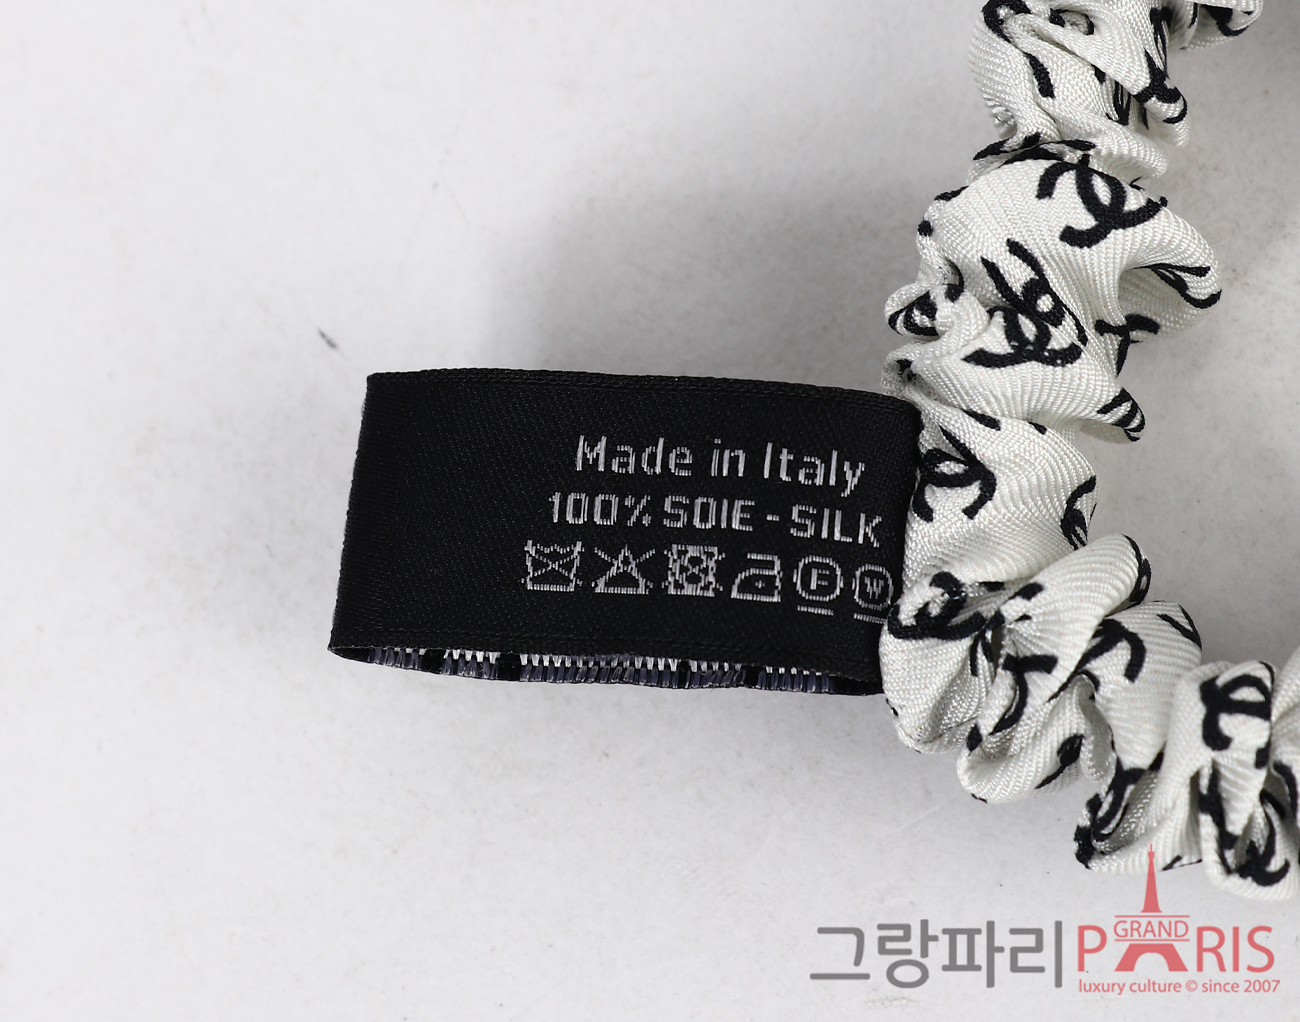 Made in Italy
100% SOIE - SILK
F
W
그랑파리
GRAND
PARIS
luxury culture © since 2007